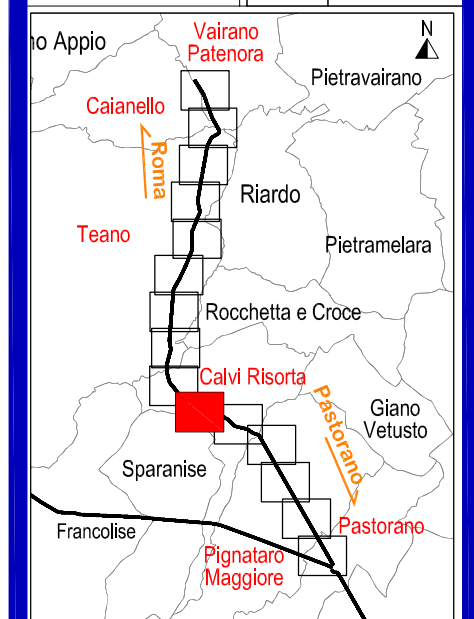 Vairano
Patenora
N
no Appio
Pietravairano
Caianello
Roma
Riardo
Teano
Pietramelara
Rocchetta e Croce
Calvi Risorta
Pastorano
Giano
Vetusto
Sparanise
Francolise
Pastorano
Pignataro
Maggiore